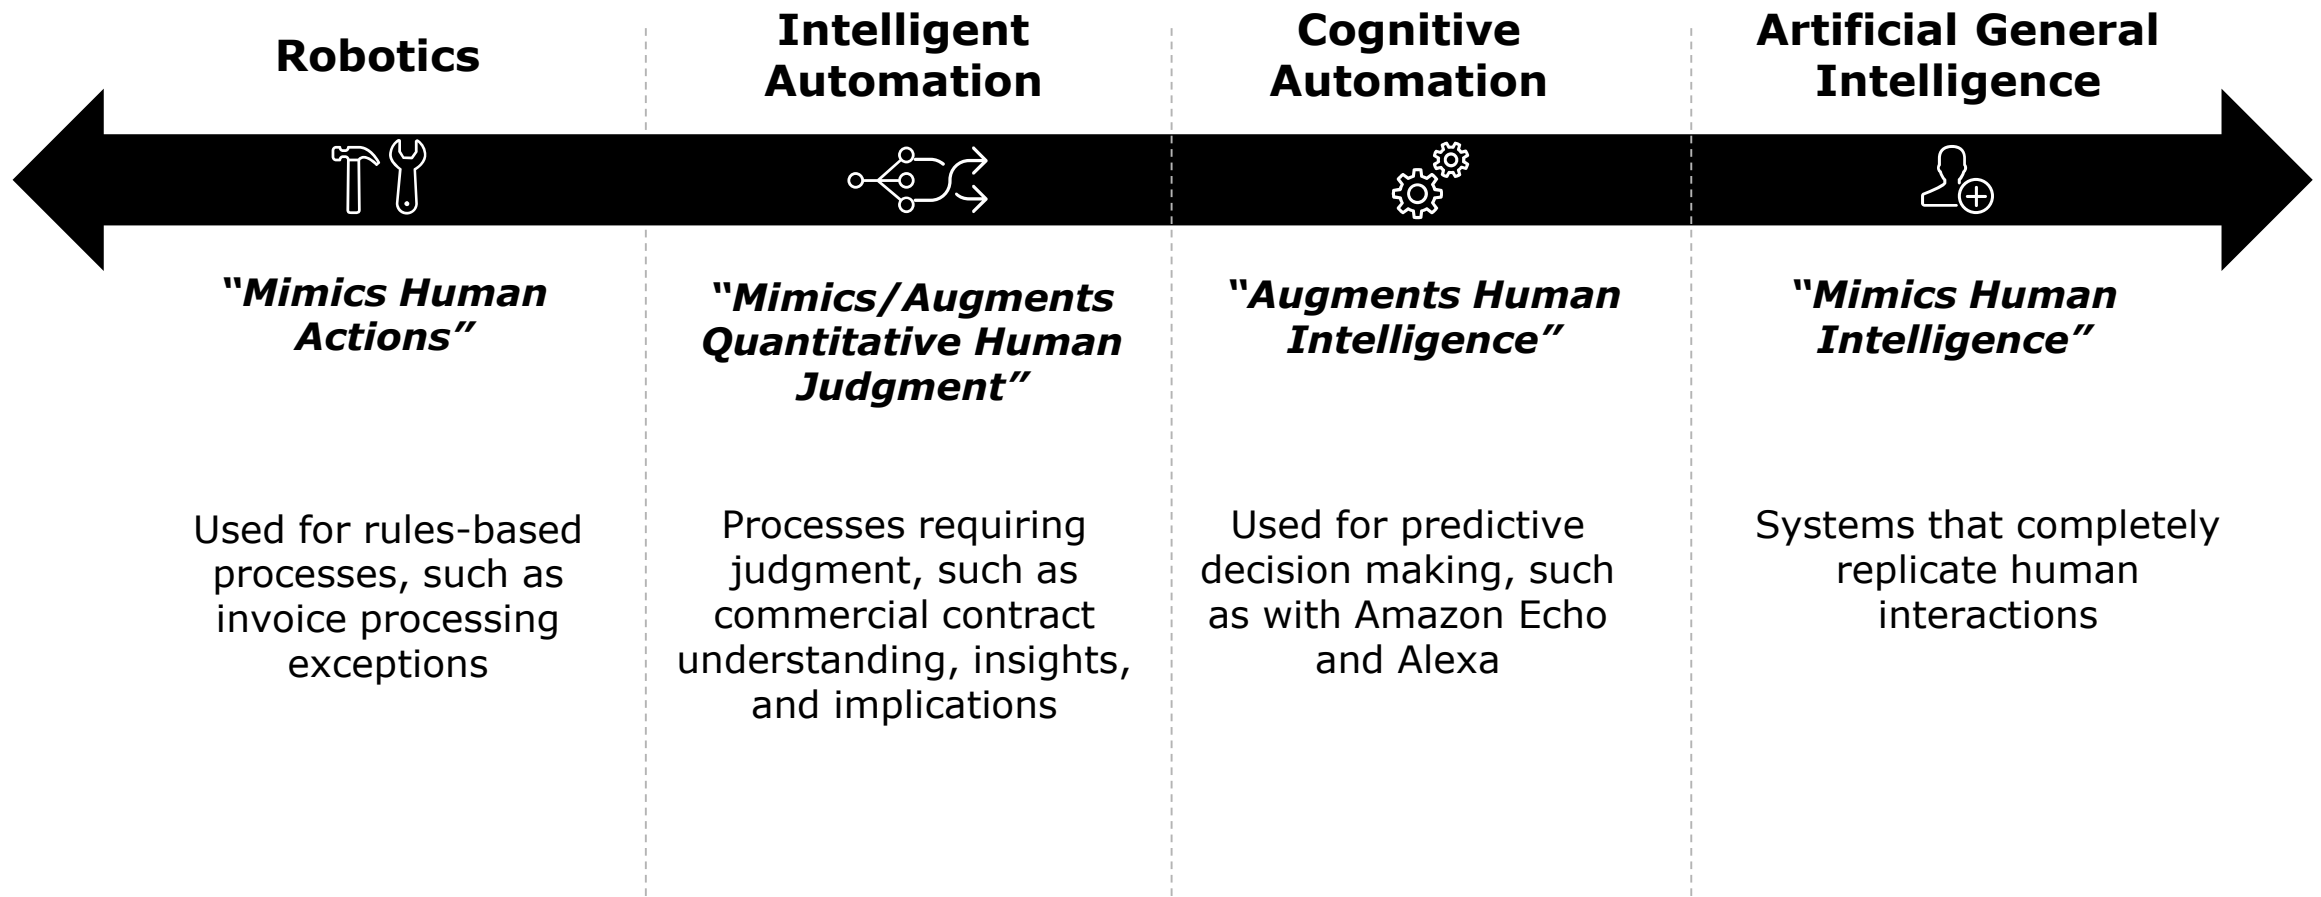 Robotics
Intelligent
Automation
Cognitive
Automation
Artificial General
Intelligence
“Mimics Human
Actions”
“Mimics/Augments
Quantitative Human
Judgment”
“Augments Human
Intelligence”
“Mimics Human
Intelligence”
Used for rules-based
processes, such as
invoice processing
exceptions
Processes requiring
judgment, such as
commercial contract
understanding, insights,
and implications
Used for predictive
decision making, such
as with Amazon Echo
and Alexa
Systems that completely
replicate human
interactions